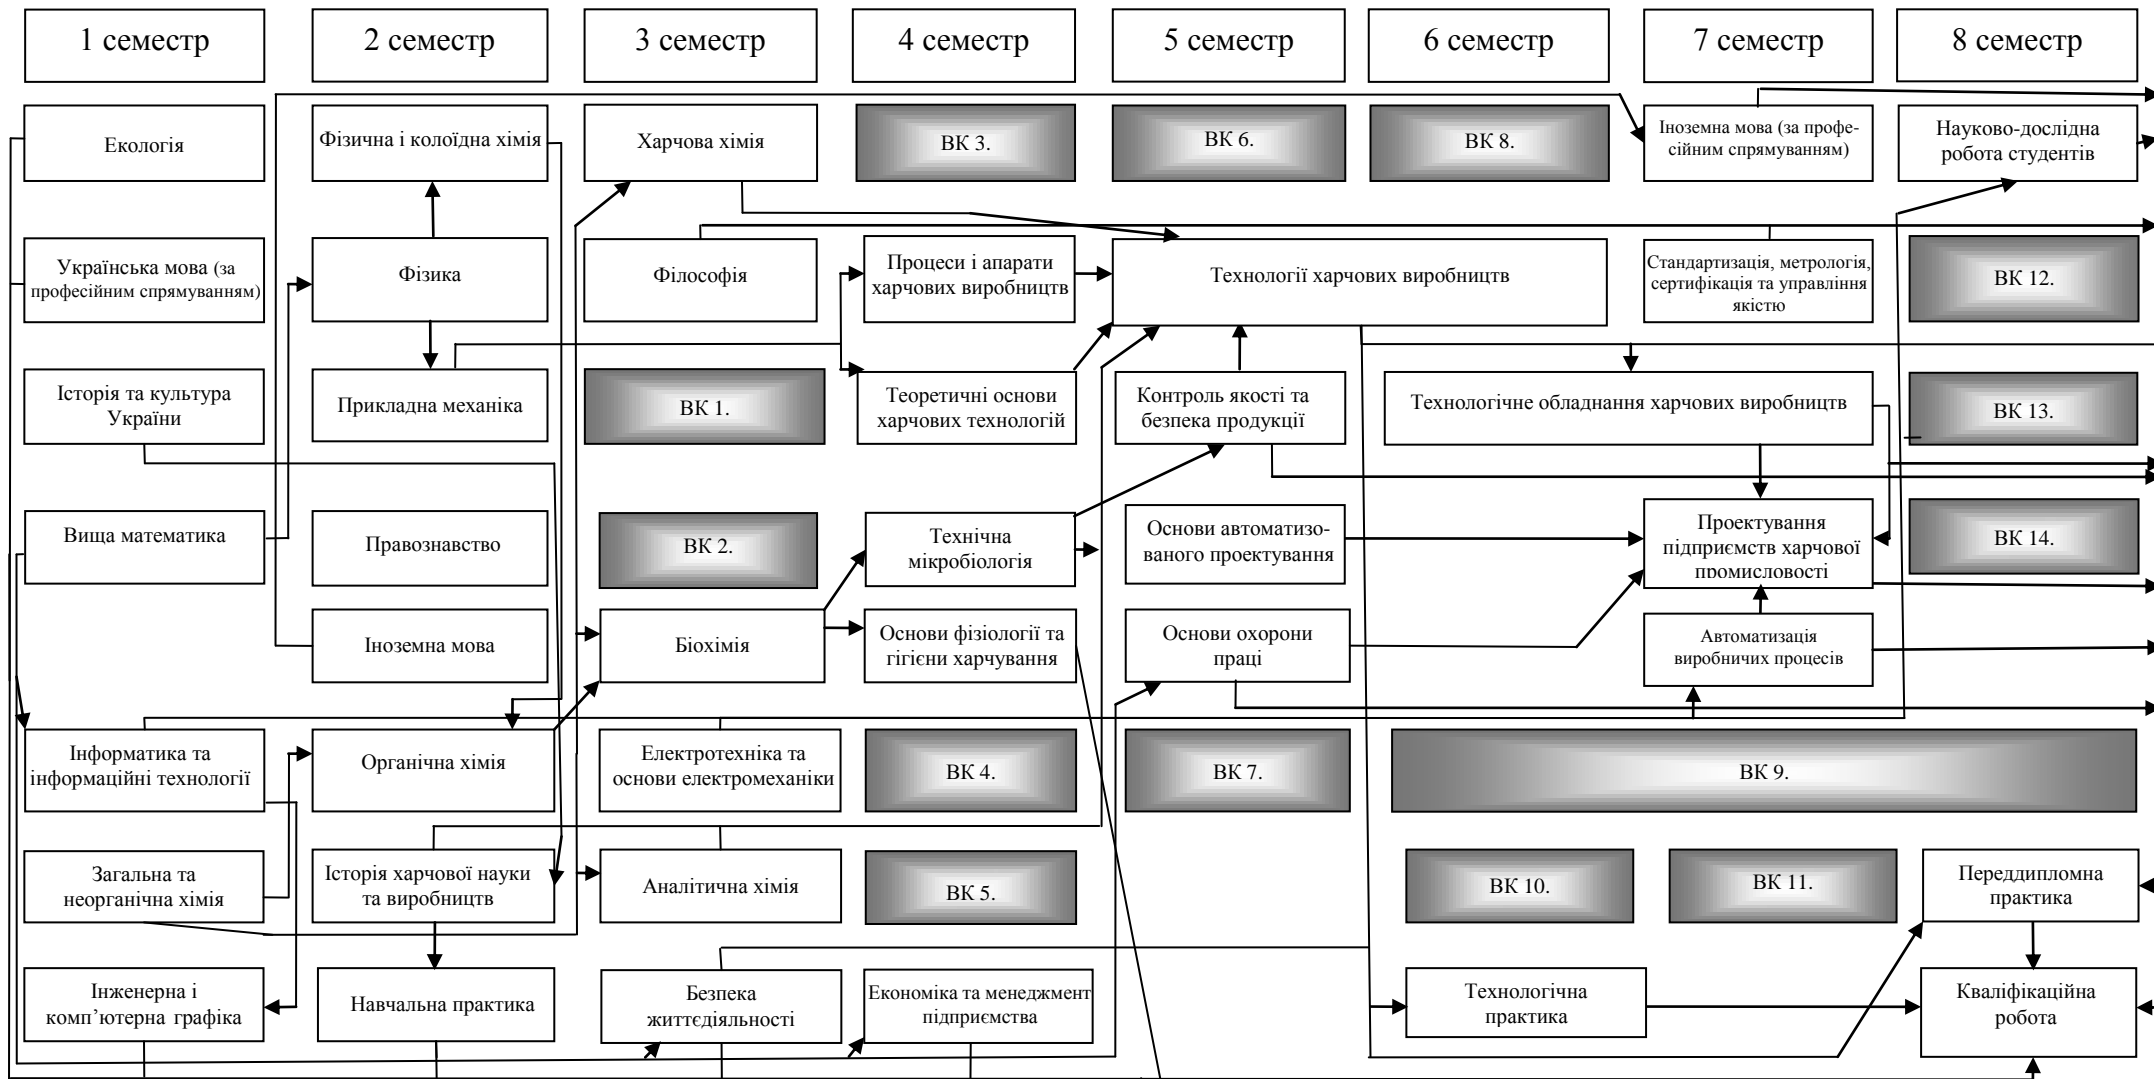 1 семестр
2 семестр
3 семестр
4 семестр
5 семестр
6 семестр
7 семестр
8 семестр
Екологія
Фізична і колоїдна хімія
Харчова хімія
ВК 3.
ВК 6.
ВК 8.
Іноземна мова (за профе-
сійним спрямуванням)
Науково-дослідна
робота студентів
Українська мова (за
професійним спрямуванням)
Фізика
Філософія
Процеси і апарати
харчових виробництв
Технології харчових виробництв
Стандартизація, метрологія,
сертифікація та управління
якістю
ВК 12.
Історія та культура
України
Прикладна механіка
ВК 1.
Теоретичні основи
харчових технологій
Контроль якості та
безпека продукції
Технологічне обладнання харчових виробництв
ВК 13.
Вища математика
Правознавство
ВК 2.
Технічна
мікробіологія
Основи автоматизо-
ваного проектування
Проектування
підприємств харчової
промисловості
ВК 14.
Іноземна мова
Біохімія
Основи фізіології та
гігієни харчування
Основи охорони
праці
Автоматизація
виробничих процесів
Інформатика та
інформаційні технології
Органічна хімія
Електротехніка та
основи електромеханіки
ВК 4.
ВК 7.
ВК 9.
Загальна та
неорганічна хімія
Історія харчової науки
та виробництв
Аналітична хімія
ВК 5.
ВК 10.
ВК 11.
Переддипломна
практика
Інженерна і
комп’ютерна графіка
Навчальна практика
Безпека
життєдіяльності
Економіка та менеджмент
підприємства
Технологічна
практика
Кваліфікаційна
робота